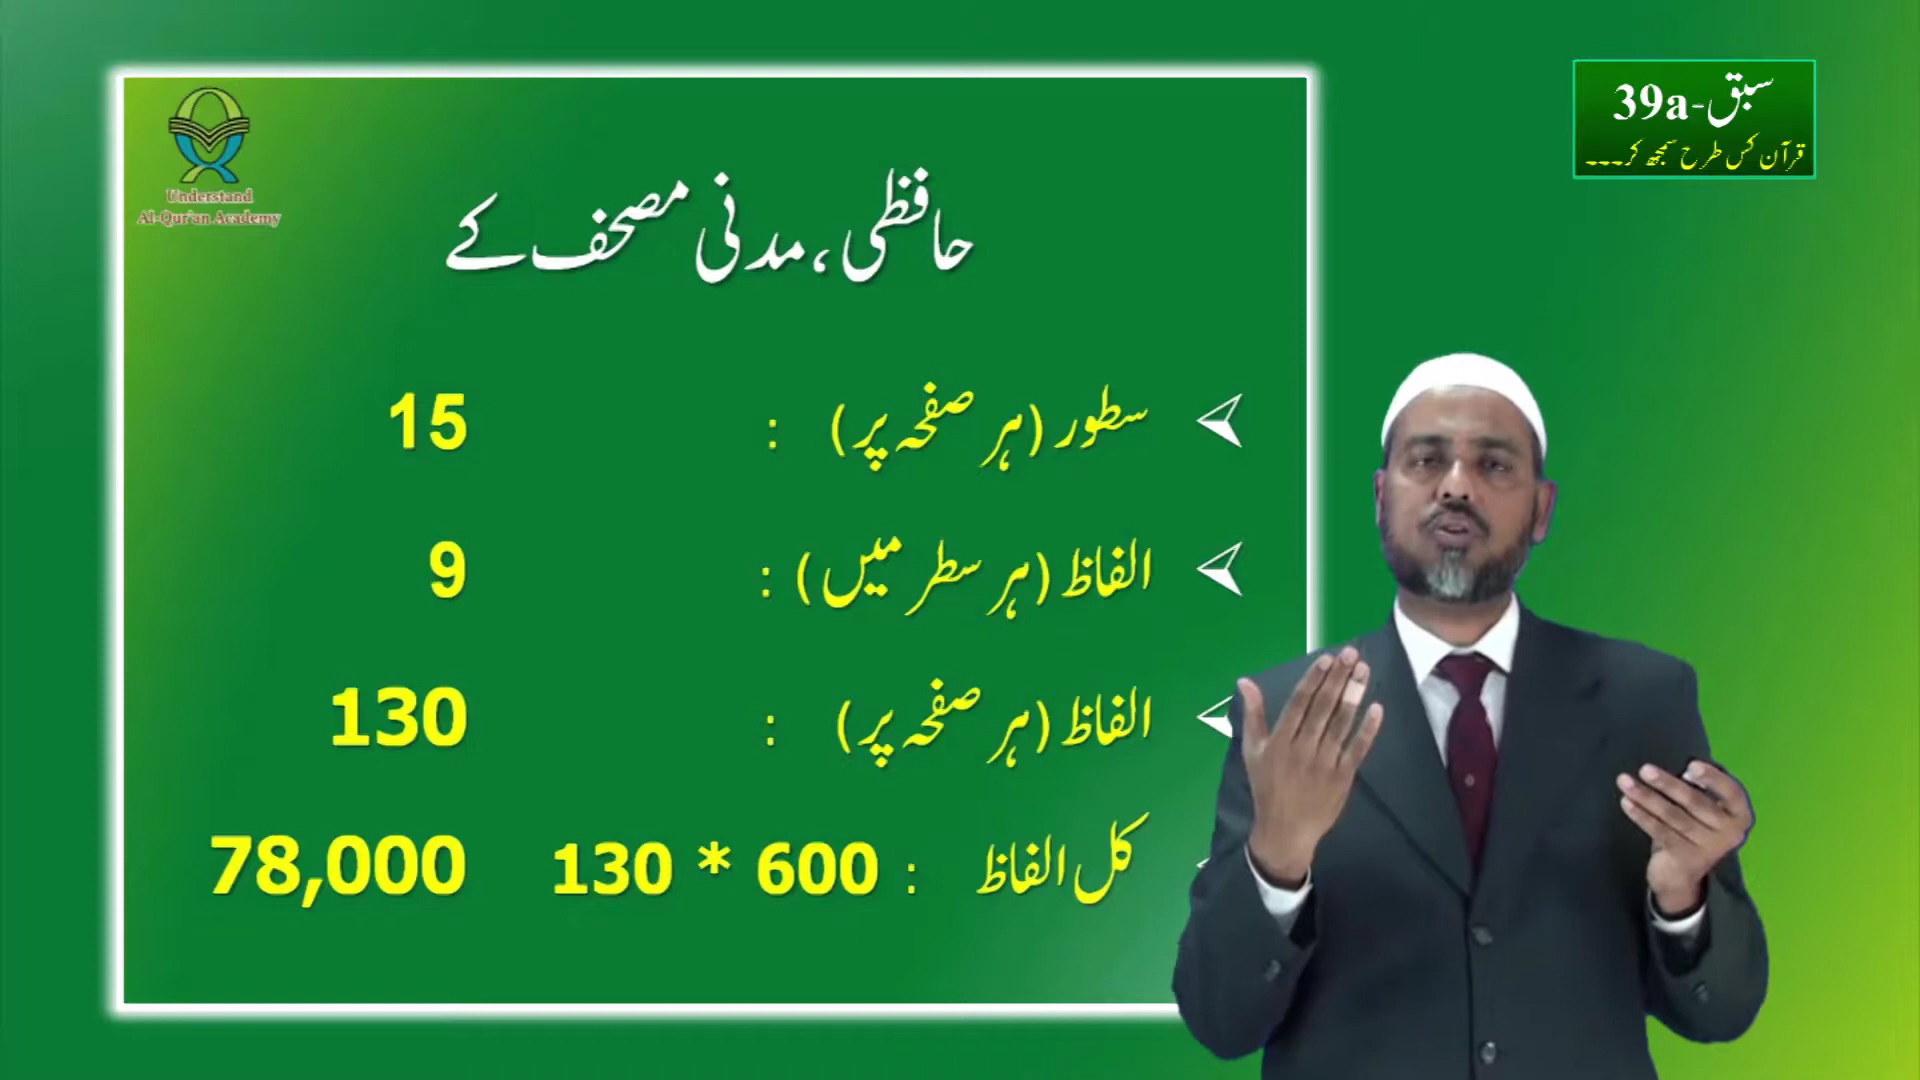 Understand
Al-Qur'an Academy
سبق-39a
قرآن کس طرح سمجھ کر...
حافظی، مدنی مصحف کے
سطور (ہر صفحہ پر) : 15
الفاظ (ہر سطر میں) : 9
الفاظ (ہر صفحہ پر) : 130
کل الفاظ : 130 * 600 78,000